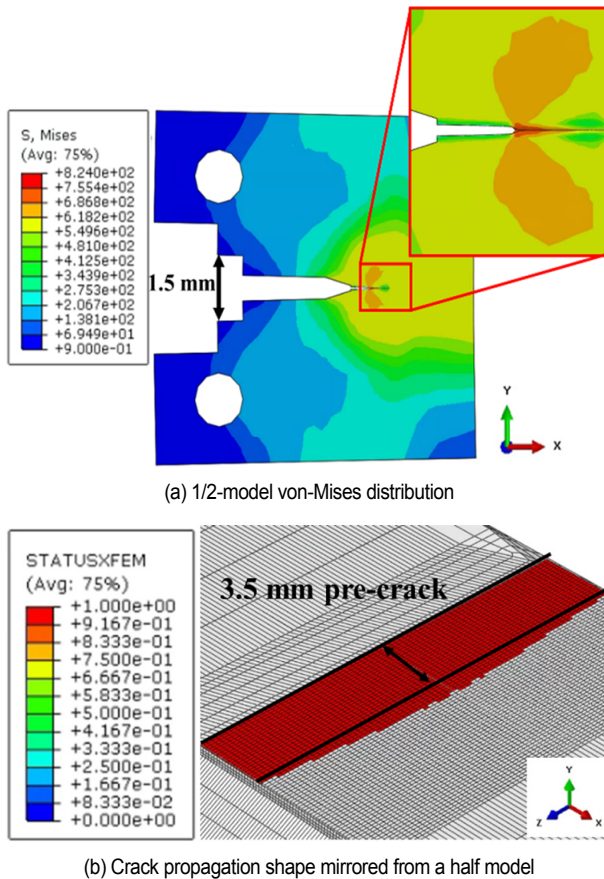 S, Mises
(Avg: 75%)
+8.240e+02
+7.554e+02
+6.868e+02
+6.182e+02
+5.496e+02
+4.810e+02
+4.125e+02
+3.439e+02
+2.753e+02
+2.067e+02
+1.381e+02
+6.949e+01
+9.000e-01
1.5 mm
Y
X
(a) 1/2-model von-Mises distribution
STATUSXFEM
(Avg: 75%)
+1.000e+00
+9.167e-01
+8.333e-01
+7.500e-01
+6.667e-01
+5.833e-01
+5.000e-01
+4.167e-01
+3.333e-01
+2.500e-01
+1.667e-01
+8.333e-02
+0.000e+00
3.5 mm pre-crack
Y
Z X
(b) Crack propagation shape mirrored from a half model